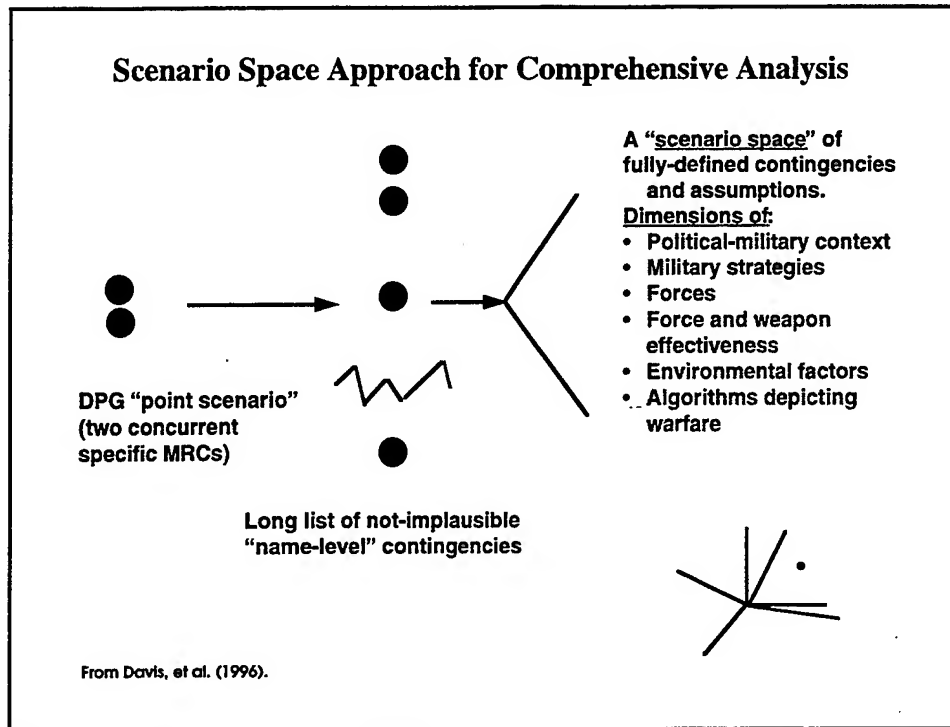 Scenario Space Approach for Comprehensive Analysis
DPG “point scenario”
(two concurrent
specific MRCs)
Long list of not-implausible
“name-level” contingencies
A “scenario space” of
fully-defined contingencies
and assumptions.
Dimensions of:
• Political-military context
• Military strategies
• Forces
• Force and weapon
effectiveness
• Environmental factors
• Algorithms depicting
warfare
From Davis, et al. (1996).